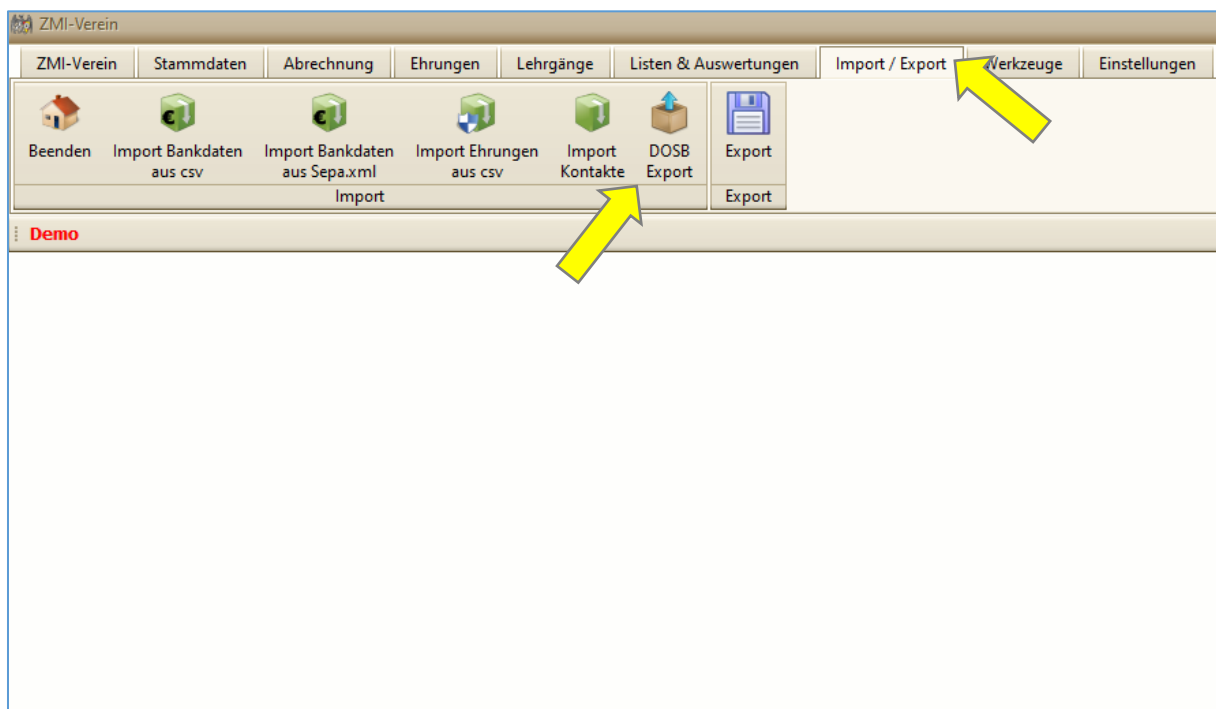 ZMI-Verein
ZMI-Verein Stammdaten Abrechnung Ehrungen Lehrgänge Listen & Auswertungen Import / Export Werkzeuge Einstellungen
Beenden Import Bankdaten aus csv Import Bankdaten aus Sepa.xml Import Ehrungen aus csv Import Kontakte DOSB Export Export
Import Export
Demo